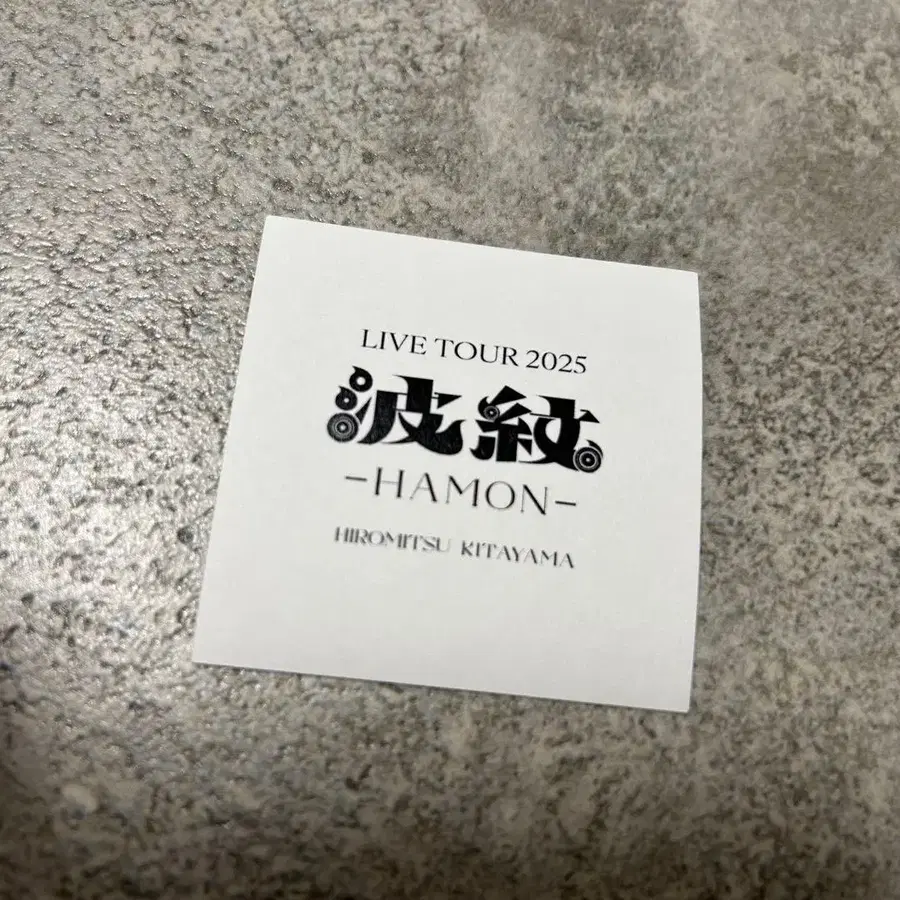 LIVE TOUR 2025
波紋
-HAMON-
HIROMITSU KITAYAMA